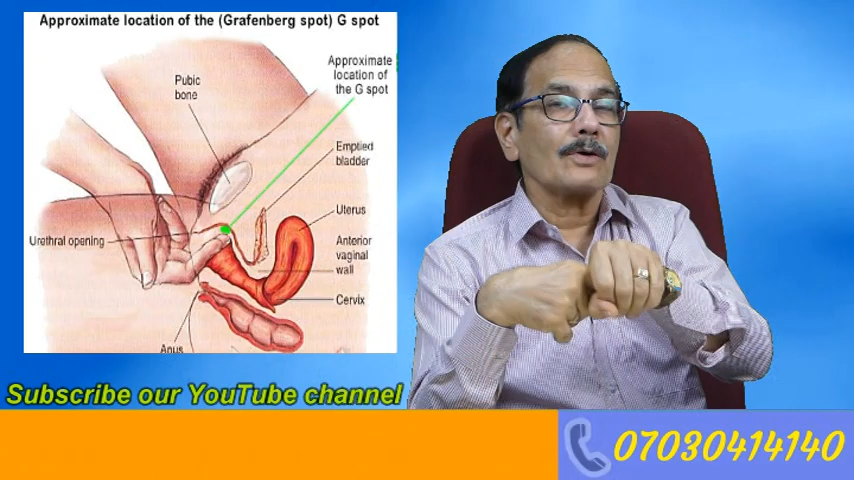 Approximate location of the (Grafenberg spot) G spot
Approximate
location of
the G spot
Pubic
bone
Emptied
bladder
Uterus
Urethral opening
Anterior
vaginal
wall
Cervix
Anus
Subscribe our YouTube channel
07030414140